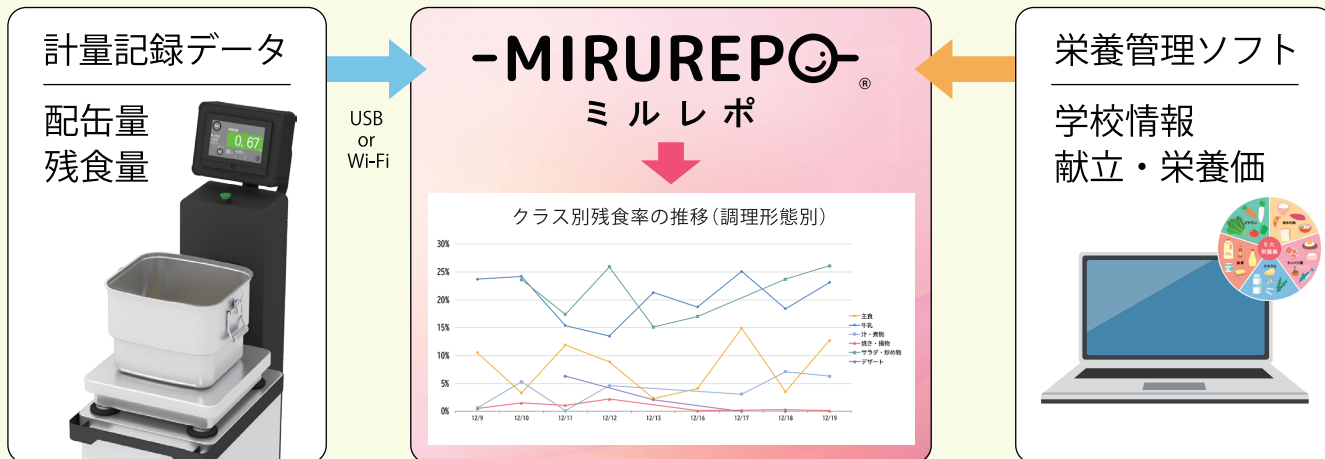 計量記録データ
配缶量
残食量
0.67
USB
or
Wi-Fi
-MIRUREPO-®
ミルレポ
クラス別残食率の推移(調理形態別)
30%
25%
20%
15%
10%
5%
0%
12/9
12/10
12/11
12/12
12/13
12/16
12/17
12/18
12/19
主食
牛乳
汁・煮物
焼き・揚物
サラダ・炒め物
デザート
栄養管理ソフト
学校情報
献立・栄養価
5大
栄養素